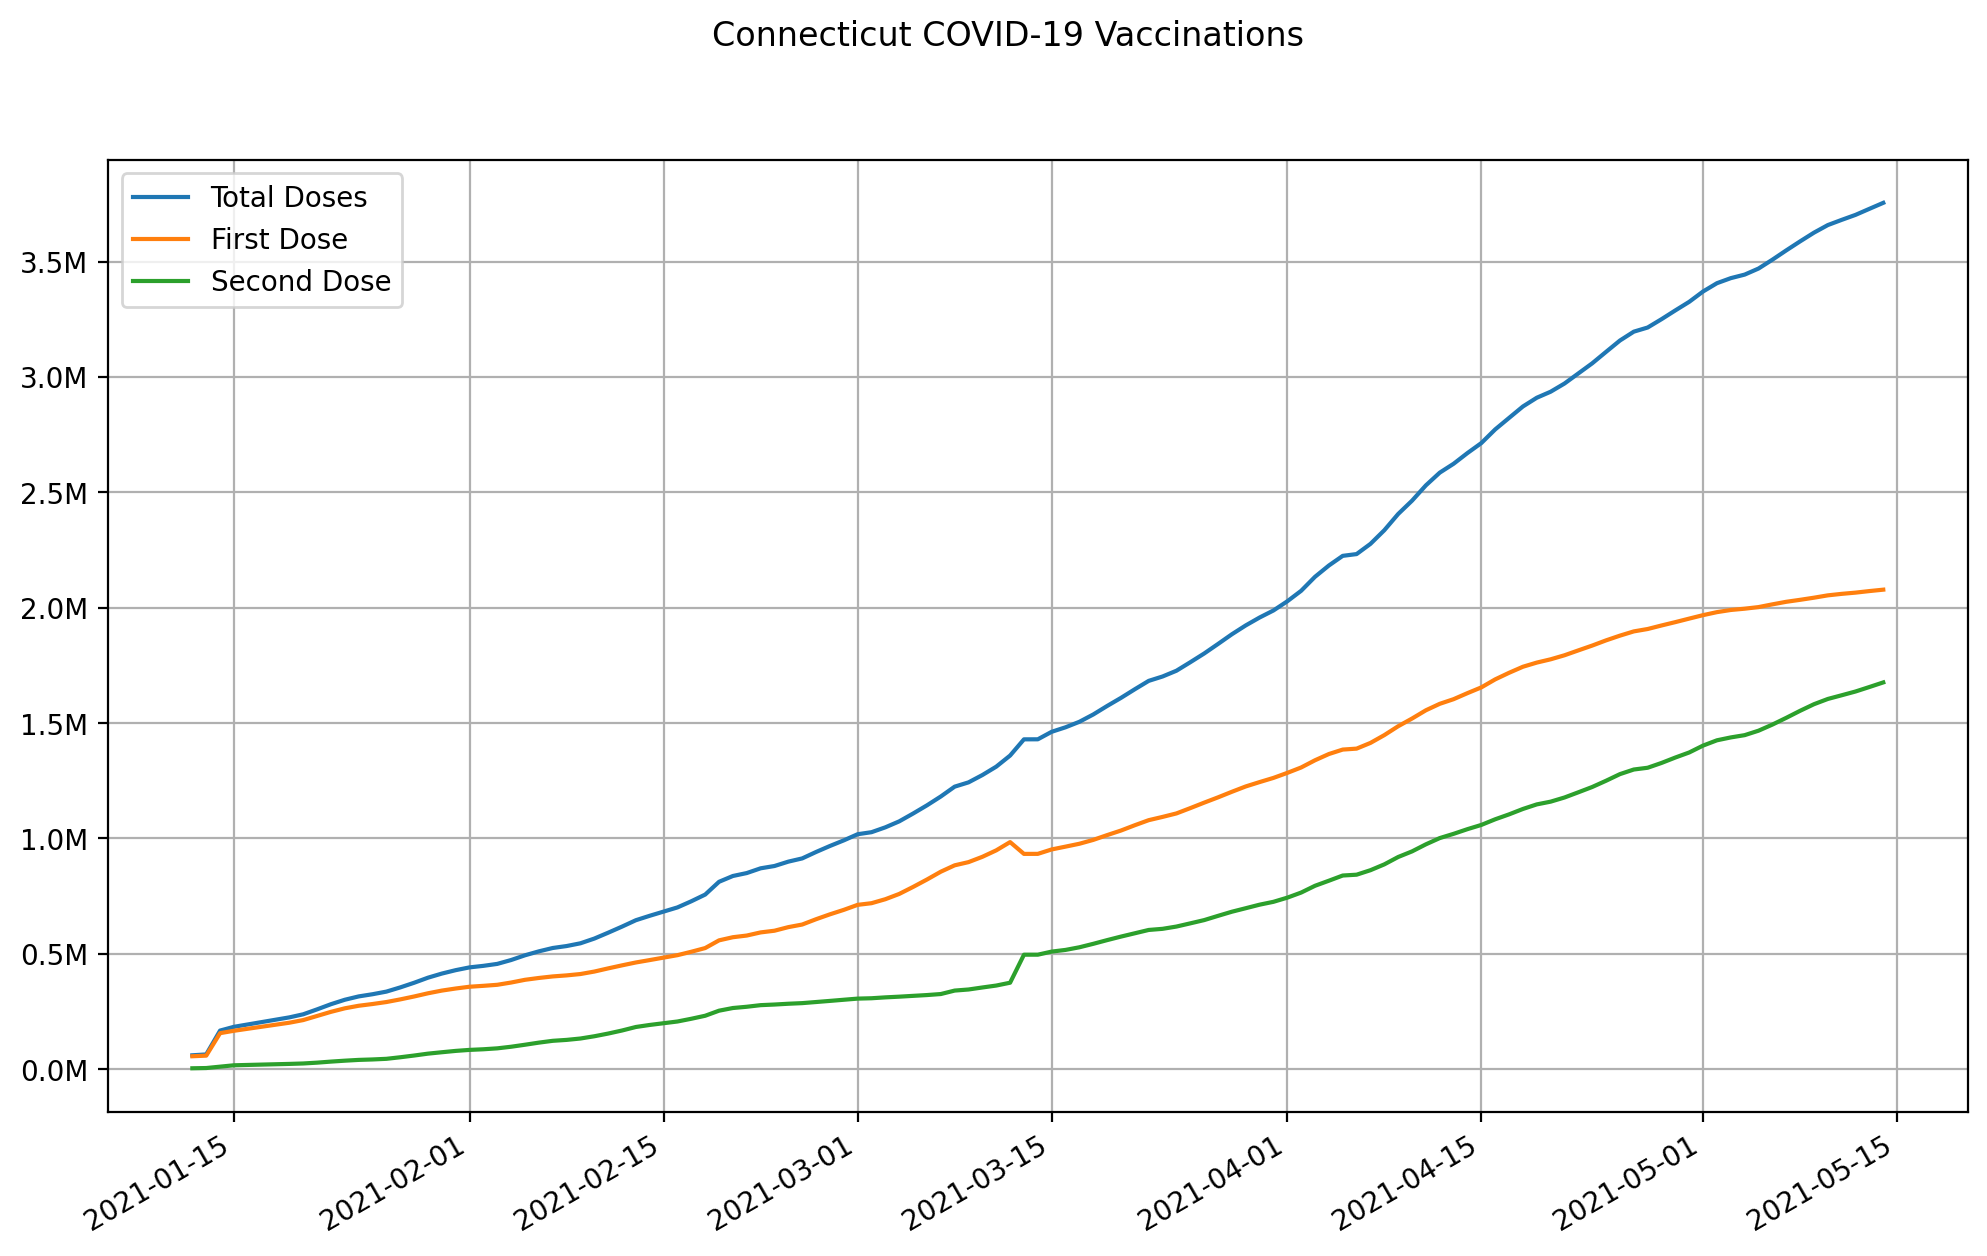 Connecticut COVID-19 Vaccinations
Total Doses
First Dose
Second Dose
3.5M
3.0M
2.5M
2.0M
1.5M
1.0M
0.5M
0.0M
2021-01-15
2021-02-01
2021-02-15
2021-03-01
2021-03-15
2021-04-01
2021-04-15
2021-05-01
2021-05-15